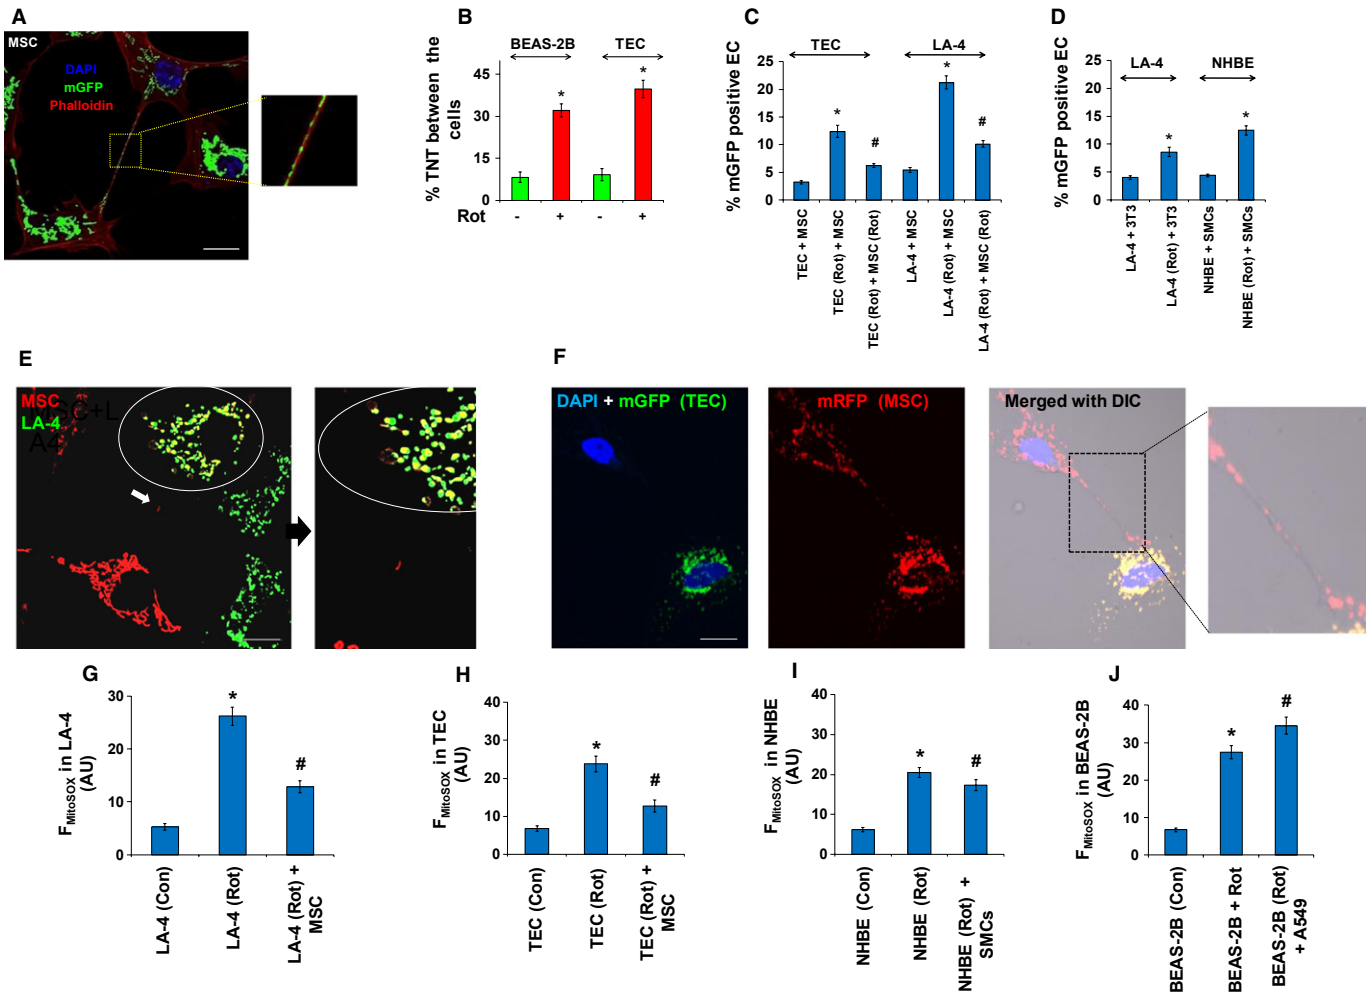 A
MSC
DAPI
mGFP
Phalloidin
B
% TNT between the
cells
BEAS-2B
TEC
45
30
15
0
*
*
Rot
-
+
-
+
C
% mGFP positive EC
TEC
LA-4
25
20
15
10
5
0
*
#
*
#
TEC + MSC
TEC (Rot) + MSC
TEC (Rot) + MSC (Rot)
LA-4 + MSC
LA-4 (Rot) + MSC
LA-4 (Rot) + MSC (Rot)
D
% mGFP positive EC
LA-4
NHBE
25
20
15
10
5
0
*
*
LA-4 + 3T3
LA-4 (Rot) + 3T3
NHBE + SMCs
NHBE (Rot) + SMCs
E
MSC
LA-4
MSC+L
A4
F
DAPI + mGFP (TEC)
mRFP (MSC)
Merged with DIC
G
FMitoSOX in LA-4
(AU)
30
20
10
0
*
#
LA-4 (Con)
LA-4 (Rot)
LA-4 (Rot) +
MSC
H
FMitoSOX in TEC
(AU)
40
30
20
10
0
*
#
TEC (Con)
TEC (Rot)
TEC (Rot) +
MSC
I
FMitoSOX in NHBE
(AU)
40
30
20
10
0
*
#
NHBE (Con)
NHBE (Rot)
NHBE (Rot) +
SMCs
J
FMitoSOX in BEAS-2B
(AU)
40
30
20
10
0
*
#
BEAS-2B (Con)
BEAS-2B + Rot
BEAS-2B (Rot)
+ A549